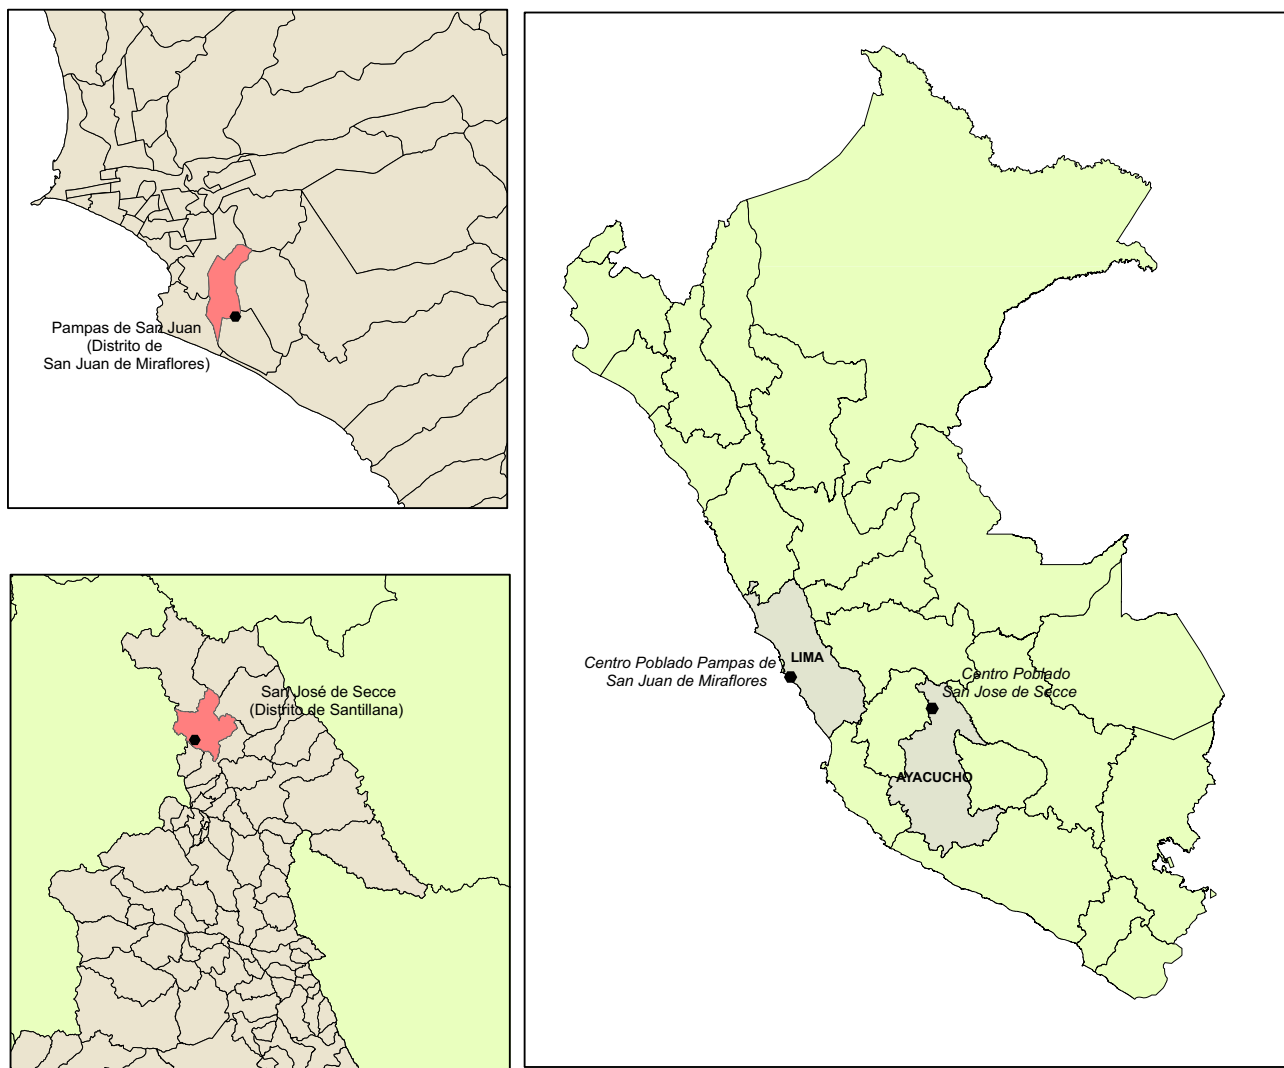 Pampas de San Juan
(Distrito de
San Juan de Miraflores)
San José de Secce
(Distrito de Santillana)
Centro Poblado Pampas de
San Juan de Miraflores
LIMA
Centro Poblado
San Jose de Secce
AYACUCHO